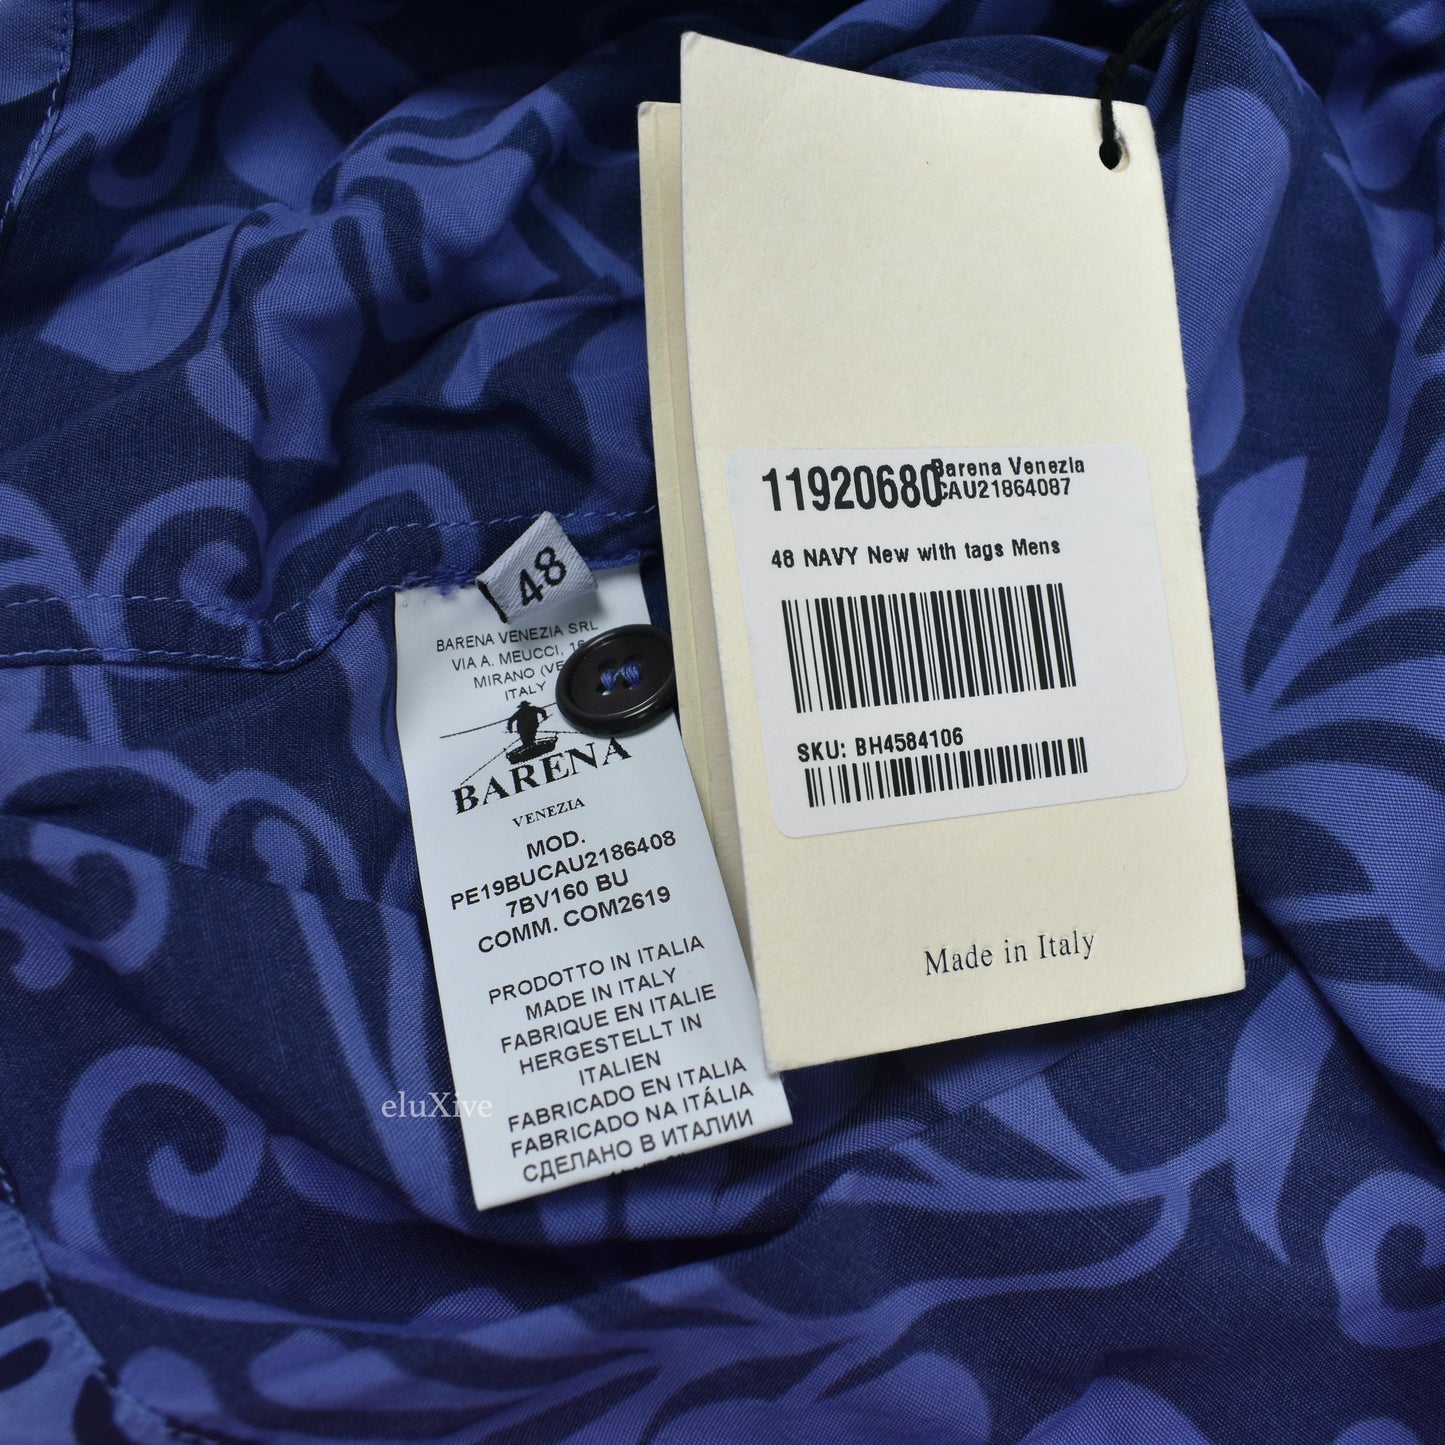 48
BARENA VENEZIA SRL
VIA A. MEUCCI,
MIRANO
ITALY
BARENA
VENEZIA
MOD.
PE19BUCAU2186408
7BV160 BU
COMM. COM2619
PRODOTTO IN ITALIA
MADE IN ITALY
FABRIQUE EN ITALIE
HERGESTELLT IN
ITALIEN
FABRICADO EN ITALIA
FABRICADO NA ITÁLIA
СДЕЛАНО В ИТАЛИИ
11920680
Barena Venezia
CAU21864087
48 NAVY New with tags Mens
SKU: BH4584106
Made in Italy
eluXive